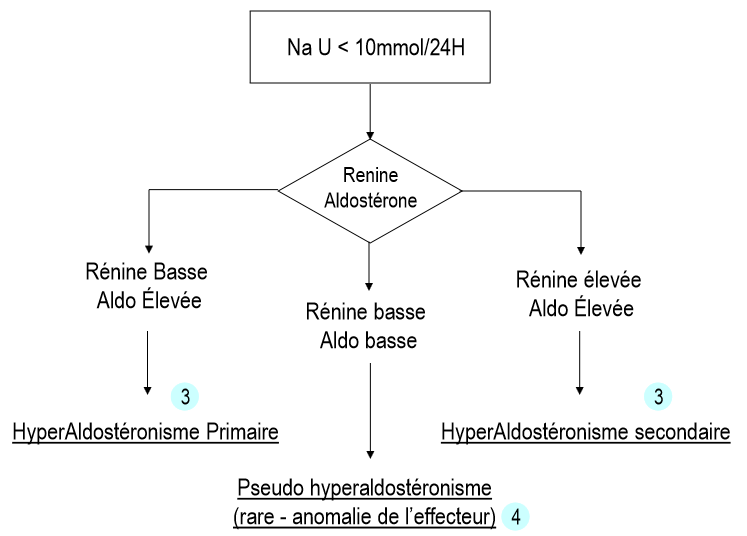 Na U < 10mmol/24H
Renine
Aldostérone
Rénine Basse
Aldo Élevée
Rénine basse
Aldo basse
Rénine élevée
Aldo Élevée
3
HyperAldostéronisme Primaire
3
HyperAldostéronisme secondaire
Pseudo hyperaldostéronisme
(rare - anomalie de l'effecteur) 4